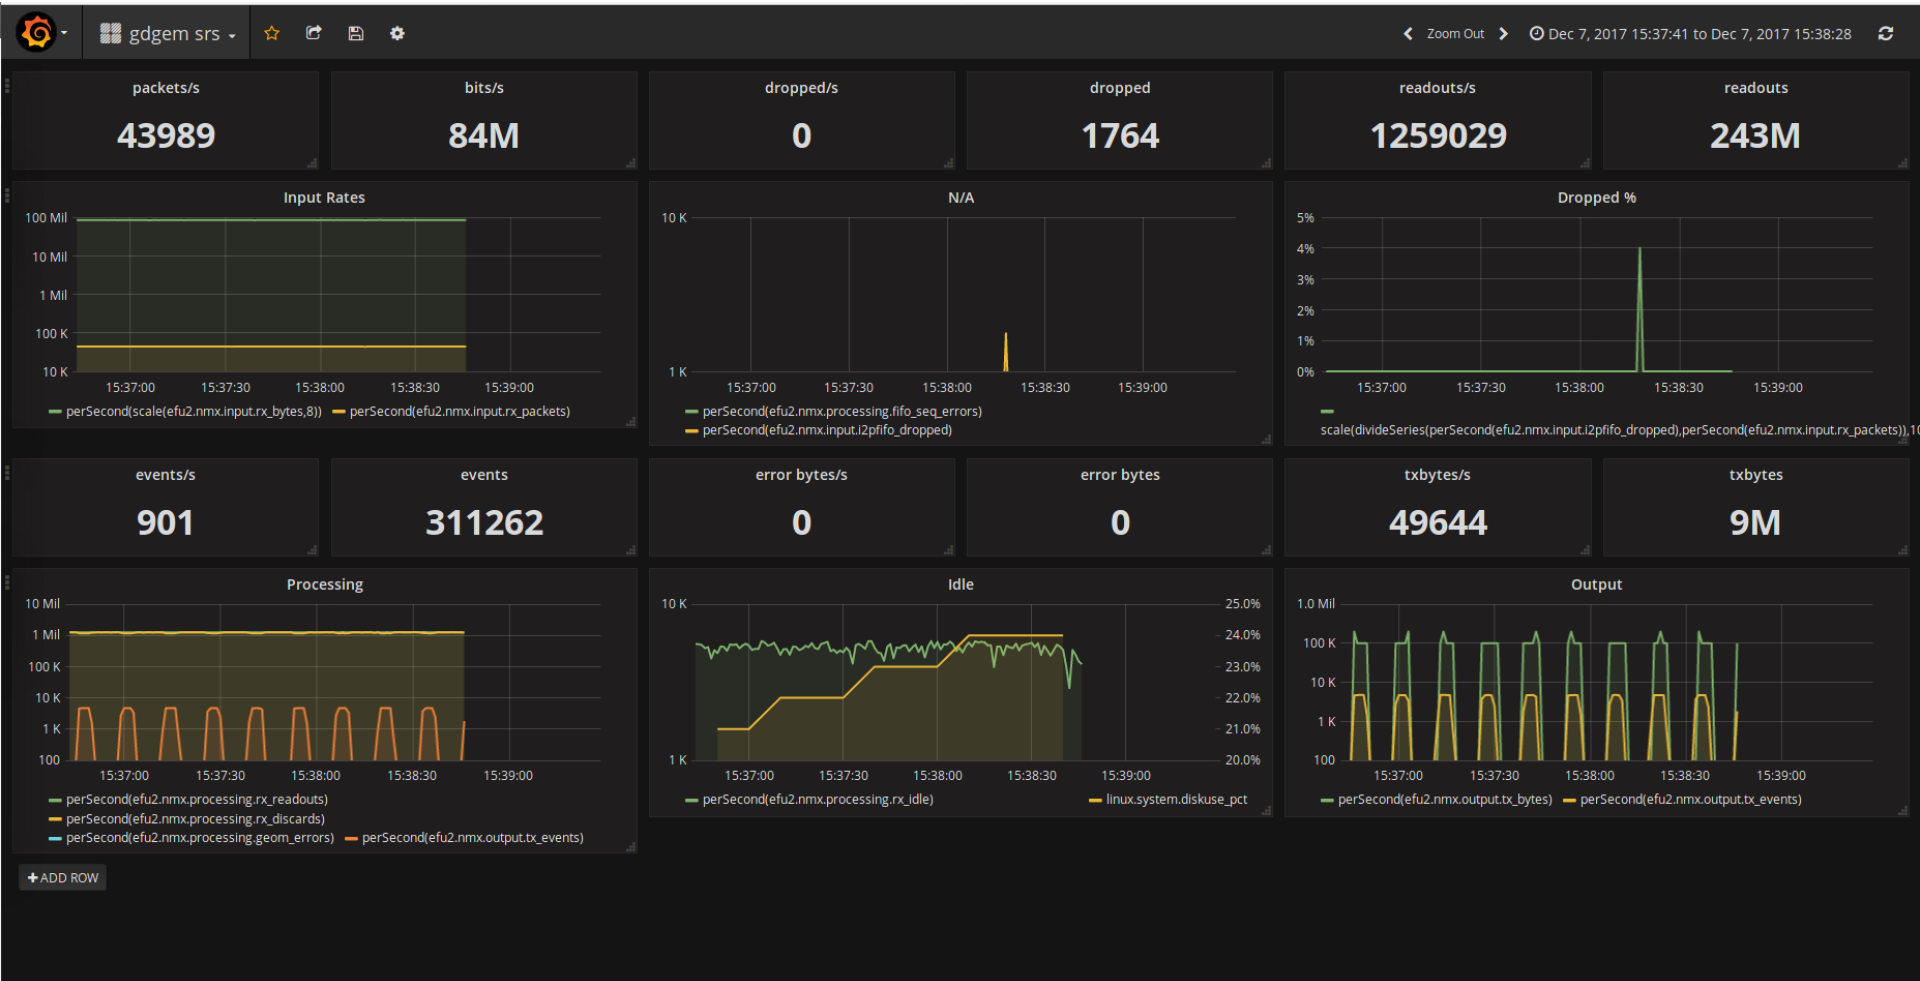 gdgem srs
Zoom Out
Dec 7, 2017 15:37:41 to Dec 7, 2017 15:38:28
packets/s
43989
bits/s
84M
dropped/s
0
dropped
1764
readouts/s
1259029
readouts
243M
Input Rates
100 Mil
10 Mil
1 Mil
100 K
10 K
15:37:00 15:37:30 15:38:00 15:38:30 15:39:00
perSecond(scale(efu2.nmx.input.rx_bytes,8)) perSecond(efu2.nmx.input.rx_packets)
N/A
10 K
1 K
15:37:00 15:37:30 15:38:00 15:38:30 15:39:00
perSecond(efu2.nmx.processing.fifo_seq_errors)
perSecond(efu2.nmx.input.i2pfifo_dropped)
Dropped %
5%
4%
3%
2%
1%
0%
15:37:00 15:37:30 15:38:00 15:38:30 15:39:00
scale(divideSeries(perSecond(efu2.nmx.input.i2pfifo_dropped),perSecond(efu2.nmx.input.rx_packets)),10
events/s
901
events
311262
error bytes/s
0
error bytes
0
txbytes/s
49644
txbytes
9M
Processing
10 Mil
1 Mil
100 K
10 K
1 K
100
15:37:00 15:37:30 15:38:00 15:38:30 15:39:00
perSecond(efu2.nmx.processing.rx_readouts)
perSecond(efu2.nmx.processing.rx_discards)
perSecond(efu2.nmx.processing.geom_errors) perSecond(efu2.nmx.output.tx_events)
Idle
10 K
1 K
25.0%
24.0%
23.0%
22.0%
21.0%
20.0%
15:37:00 15:37:30 15:38:00 15:38:30 15:39:00
perSecond(efu2.nmx.processing.rx_idle) linux.system.diskuse_pct
Output
1.0 Mil
100 K
10 K
1 K
100
15:37:00 15:37:30 15:38:00 15:38:30 15:39:00
perSecond(efu2.nmx.output.tx_bytes) perSecond(efu2.nmx.output.tx_events)
+ADD ROW